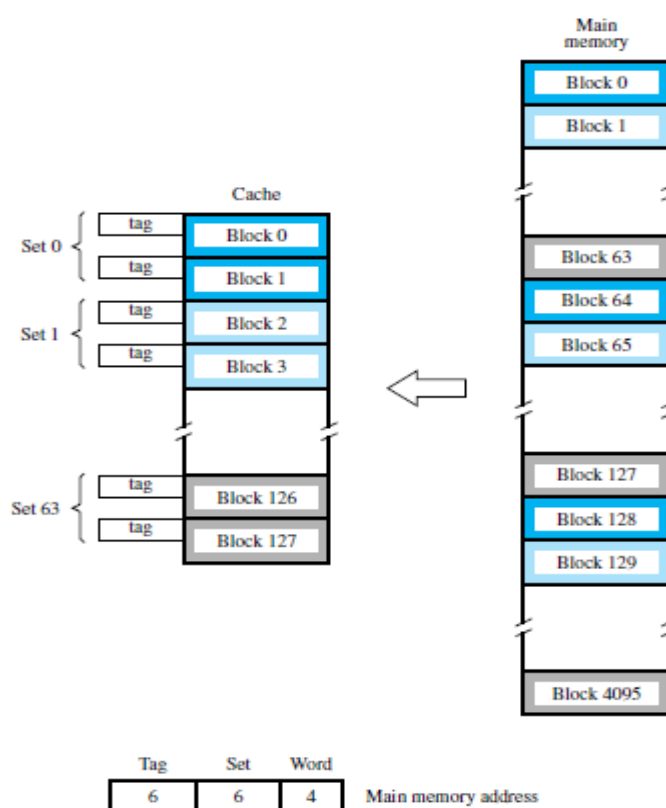 Main
memory
Block 0
Block 1
Cache
tag
Set 0
Block 0
Block 63
tag
Block 1
Block 64
tag
Set 1
Block 2
Block 65
tag
Block 3
tag
Block 127
Set 63
Block 126
Block 128
tag
Block 127
Block 129
Block 4095
Tag Set Word
6 6 4 Main memory address